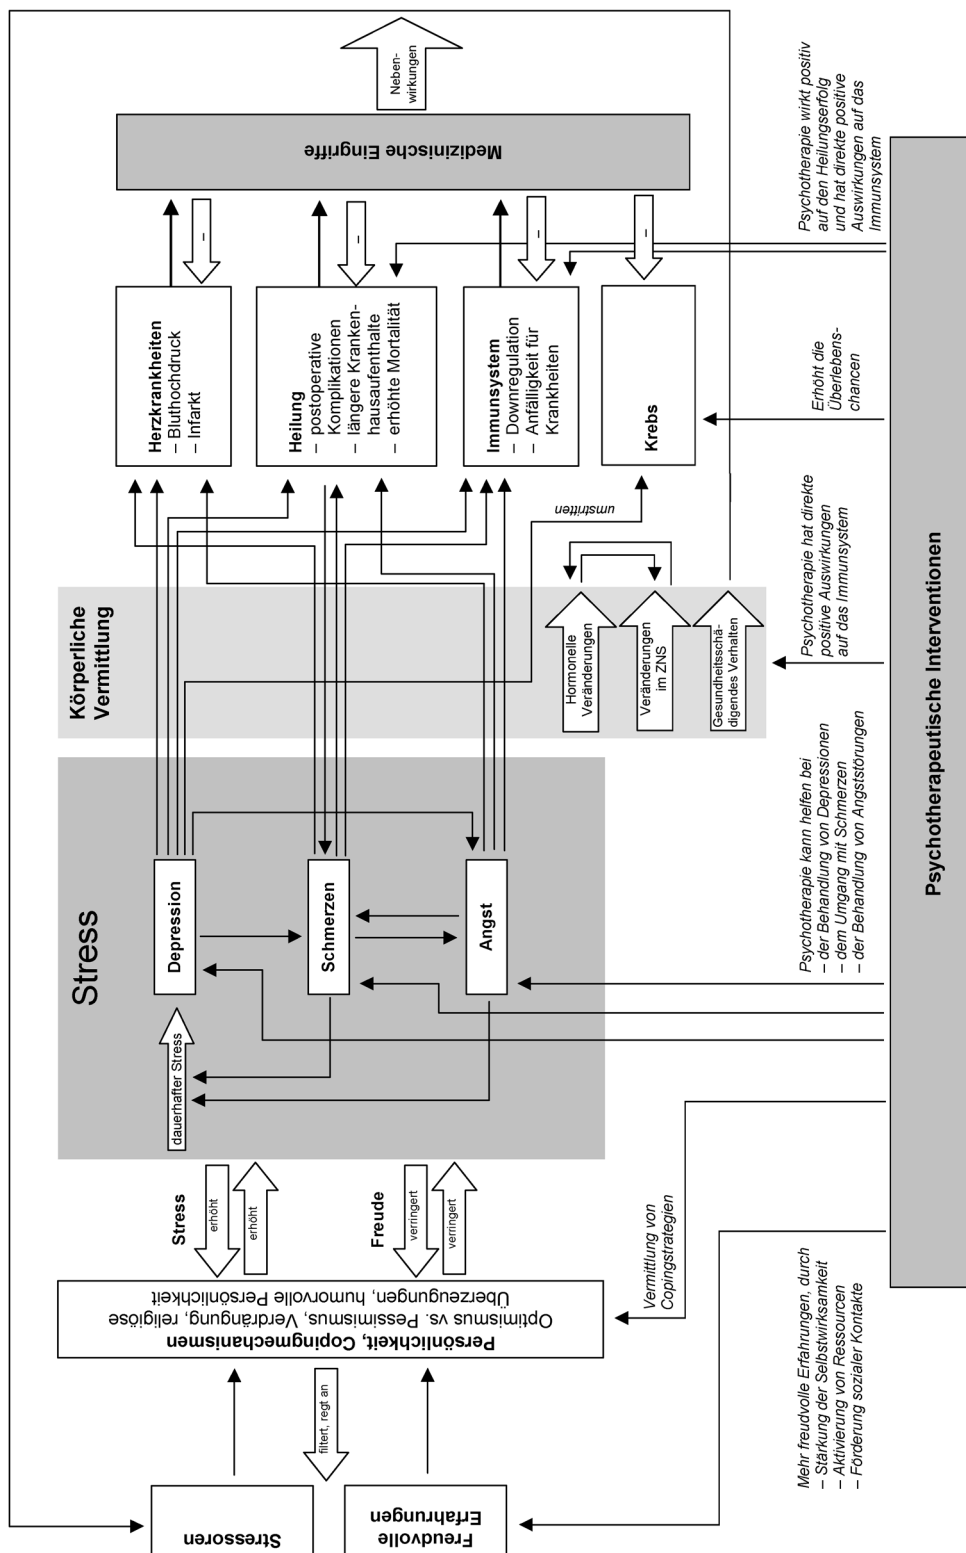 Stressoren
Freudvolle
Erfahrungen
filtert, regt an
Persönlichkeit, Copingmechanismen
Optimismus vs. Pessimismus, Verdrängung, religiöse
Überzeugungen, humorvolle Persönlichkeit
Stress
erhöht
erhöht
Freude
verringert
verringert
Stress
dauerhafter Stress
Depression
Schmerzen
Angst
Körperliche
Vermittlung
Hormonelle
Veränderungen
Veränderungen
im ZNS
Gesundheitsschä-
digendes Verhalten
umstritten
Herzkrankheiten
– Bluthochdruck
– Infarkt
Heilung
– postoperative
Komplikationen
– längere Kranken-
hausaufenthalte
– erhöhte Mortalität
Immunsystem
– Downregulation
– Anfälligkeit für
Krankheiten
Krebs
–
–
–
–
Medizinische Eingriffe
Neben-
wirkungen
Mehr freudvolle Erfahrungen, durch
– Stärkung der Selbstwirksamkeit
– Aktivierung von Ressourcen
– Förderung sozialer Kontakte
Vermittlung von
Copingstrategien
Psychotherapie kann helfen bei
– der Behandlung von Depressionen
– dem Umgang mit Schmerzen
– der Behandlung von Angststörungen
Psychotherapie hat direkte
positive Auswirkungen
auf das Immunsystem
Erhöht die
Überlebens-
chancen
Psychotherapie wirkt positiv
auf den Heilungserfolg
und hat direkte positive
Auswirkungen auf das
Immunsystem
Psychotherapeutische Interventionen